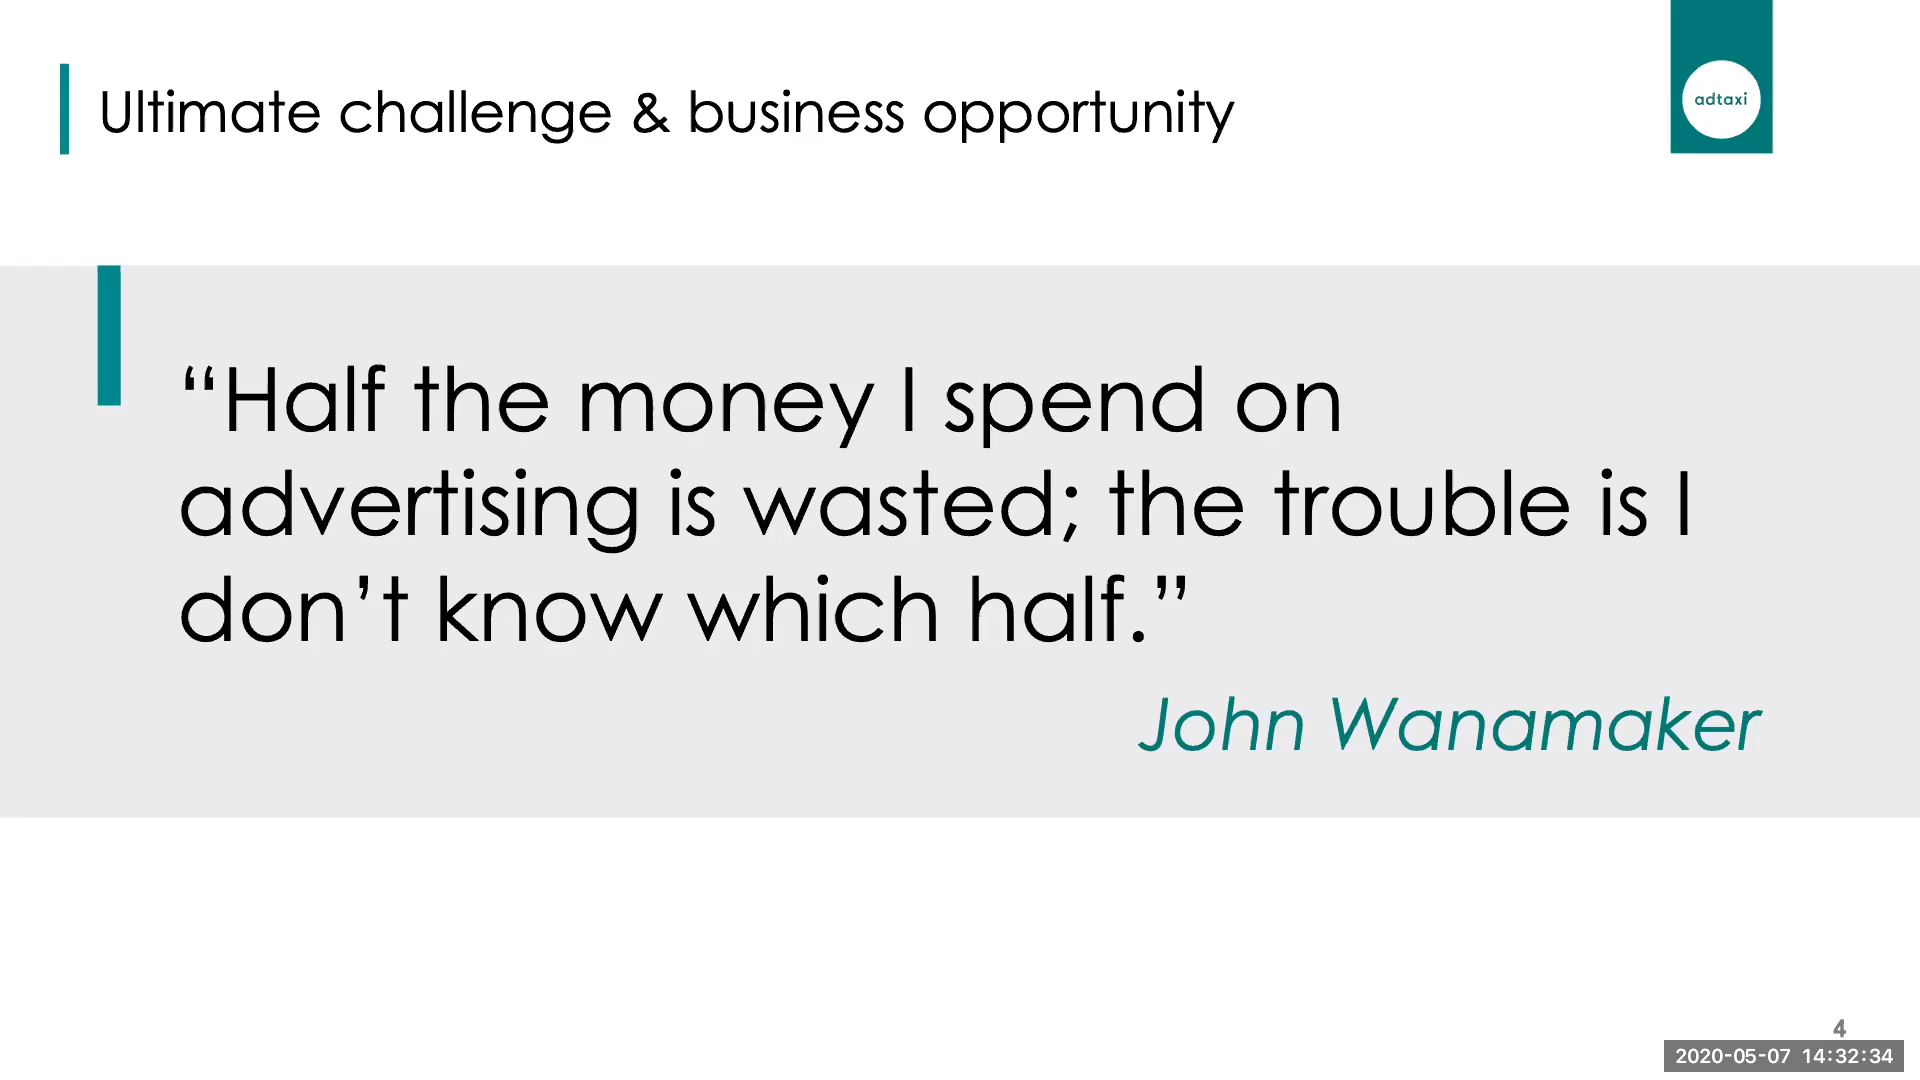 Ultimate challenge & business opportunity
adtaxi
“Half the money I spend on
advertising is wasted; the trouble is I
don’t know which half.”
John Wanamaker
4
2020-05-07 14:32:34